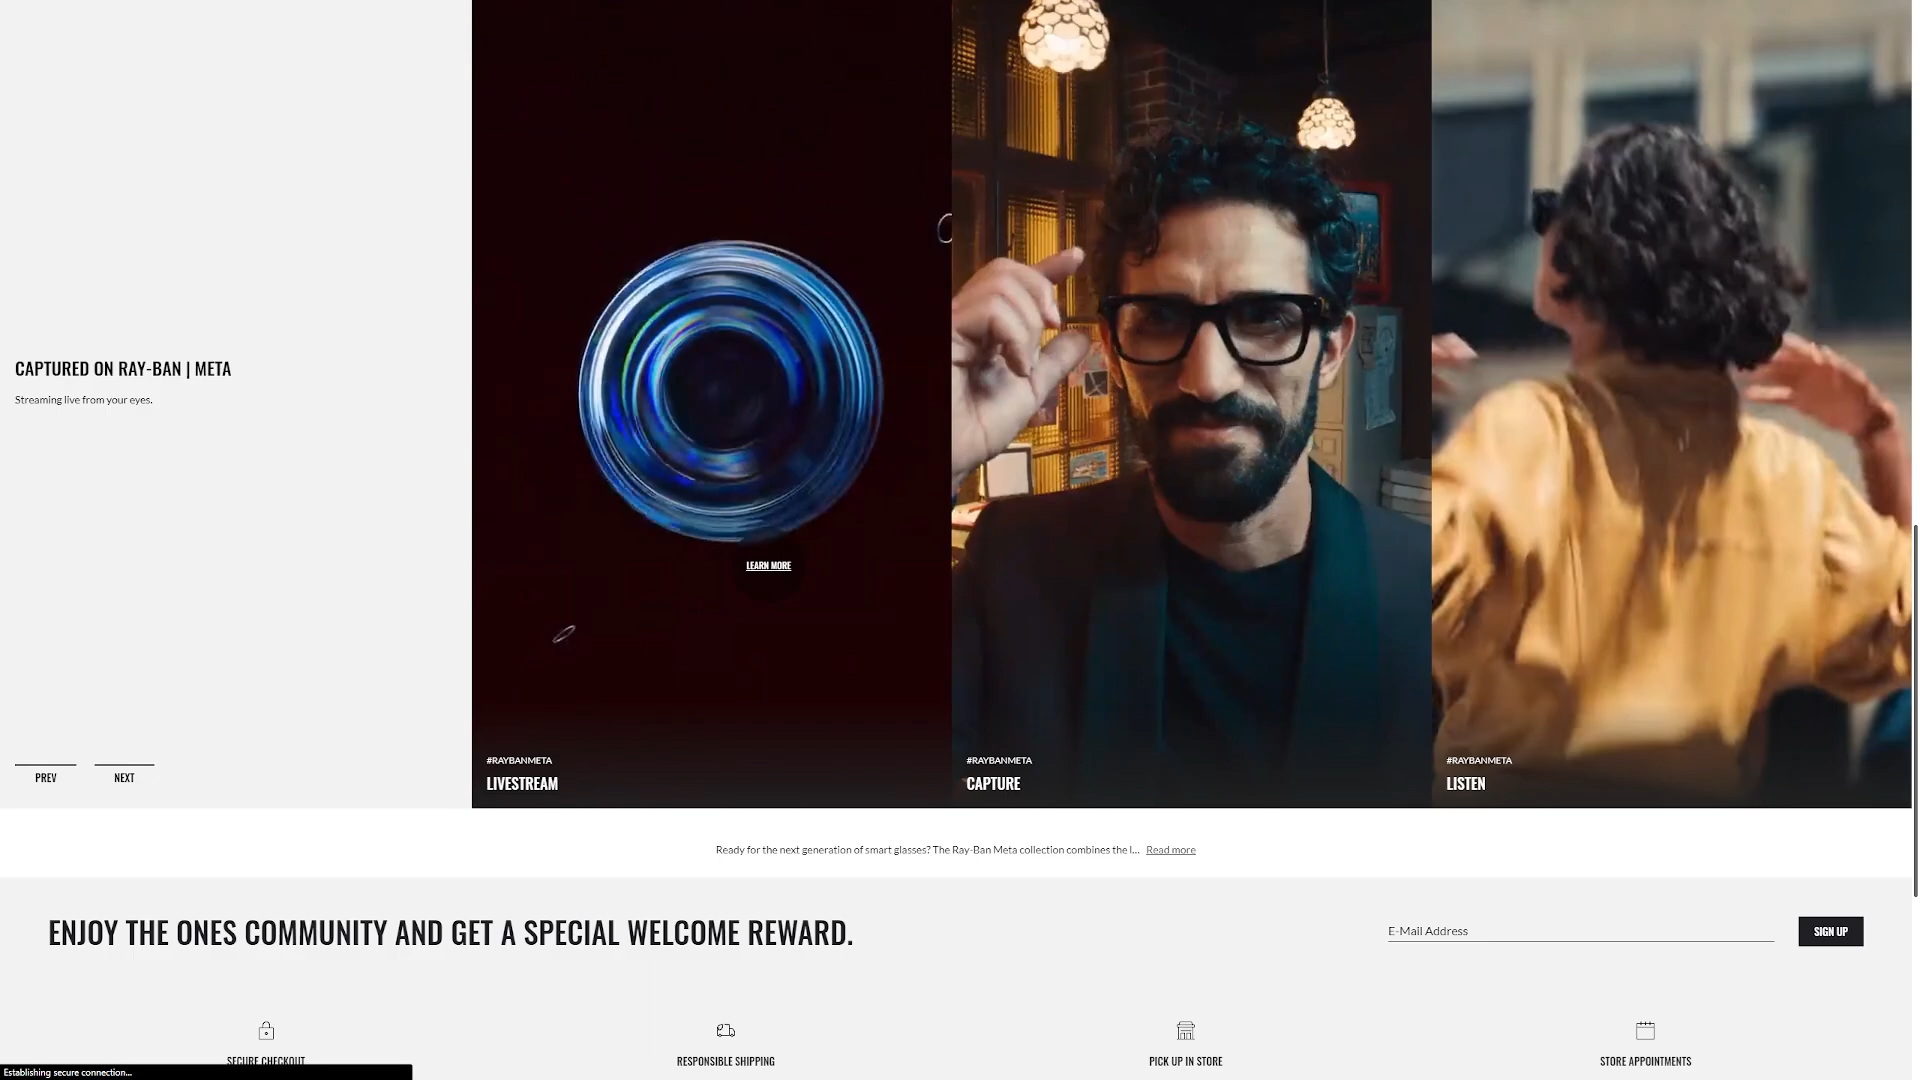 CAPTURED ON RAY-BAN | META
Streaming live from your eyes.
PREV
NEXT
LEARN MORE
#RAYBANMETA
LIVESTREAM
#RAYBANMETA
CAPTURE
#RAYBANMETA
LISTEN
Ready for the next generation of smart glasses? The Ray-Ban Meta collection combines the l... Read more
ENJOY THE ONES COMMUNITY AND GET A SPECIAL WELCOME REWARD.
E-Mail Address
SIGN UP
SECURE CHECKOUT
RESPONSIBLE SHIPPING
PICK UP IN STORE
STORE APPOINTMENTS
Establishing secure connection...